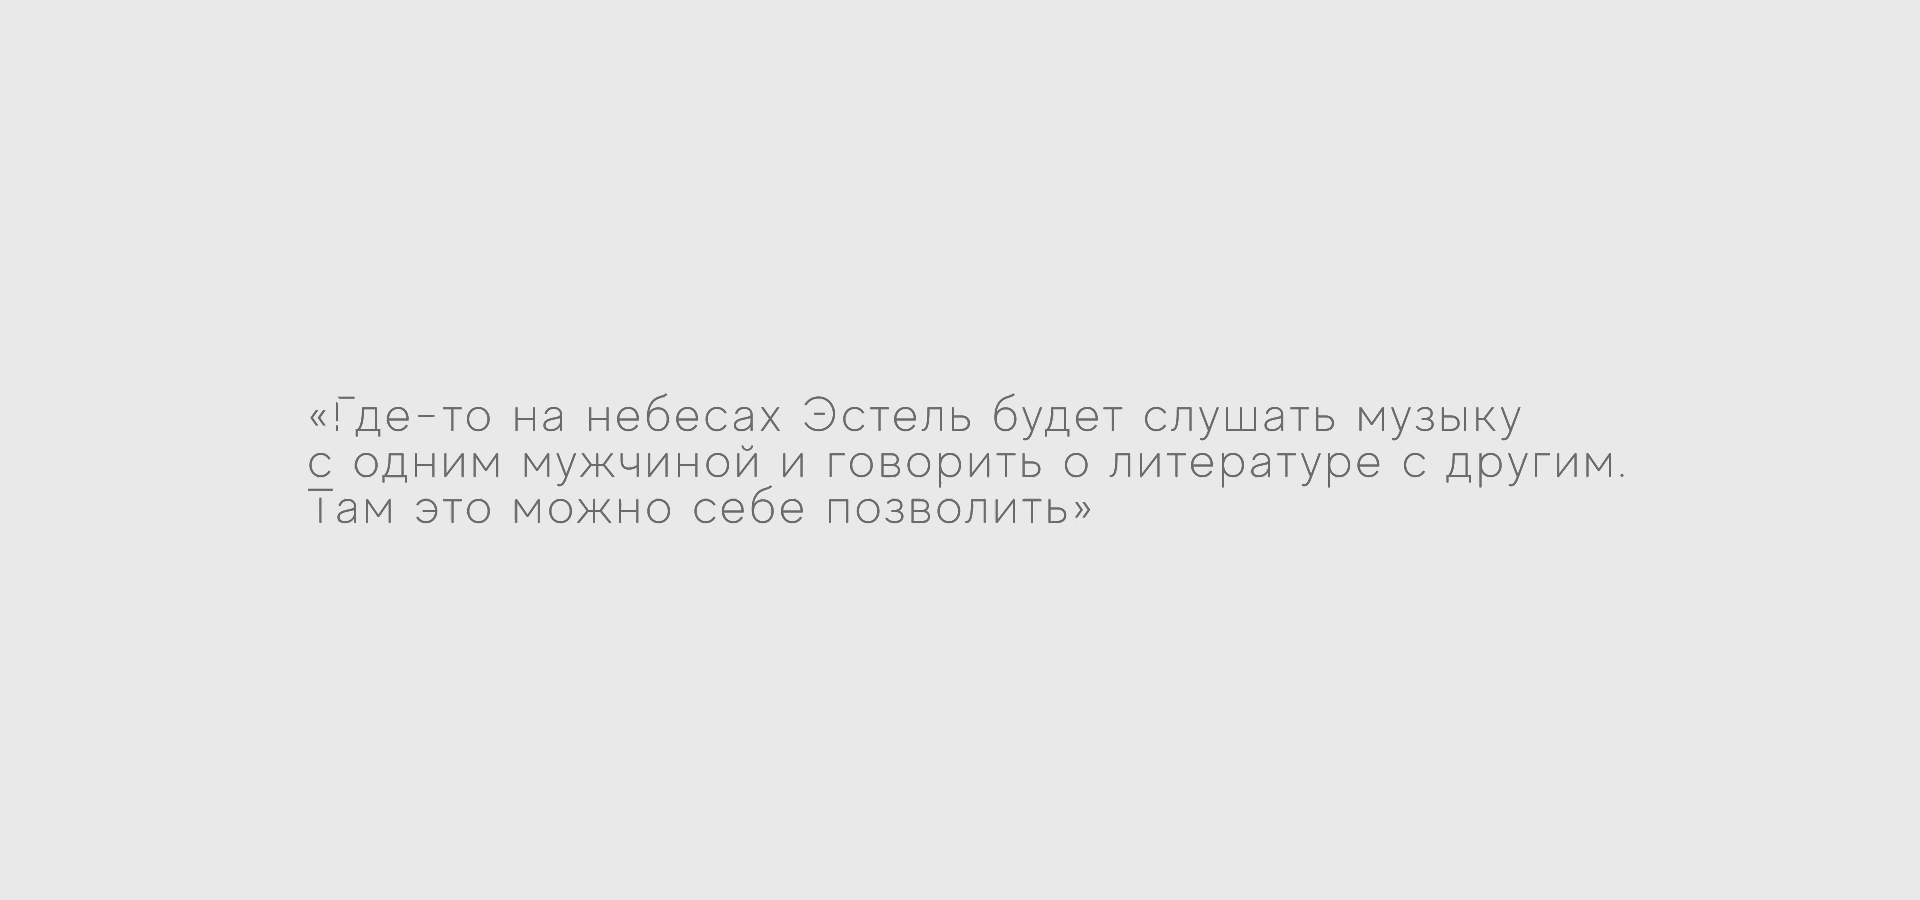 «Где-то на небесах Эстель будет слушать музыку
с одним мужчиной и говорить о литературе с другим.
Там это можно себе позволить»